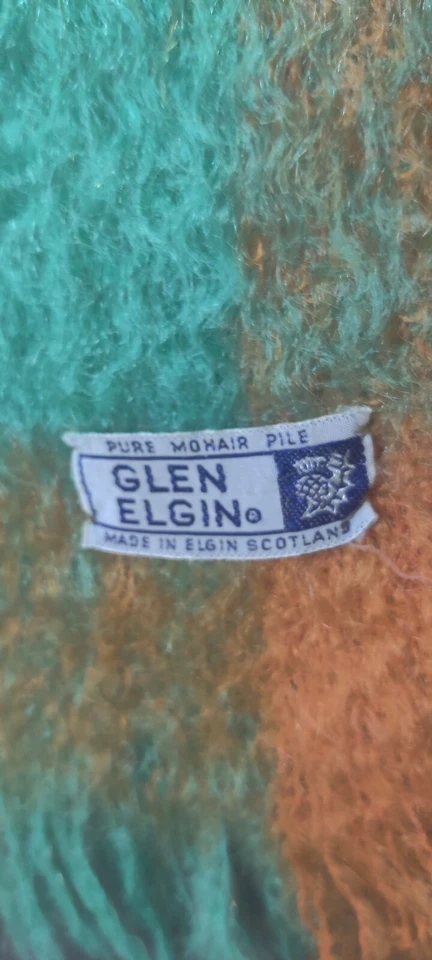 PURE MOHAIR PILE
GLEN
ELGIN®
MADE IN ELGIN SCOTLAND